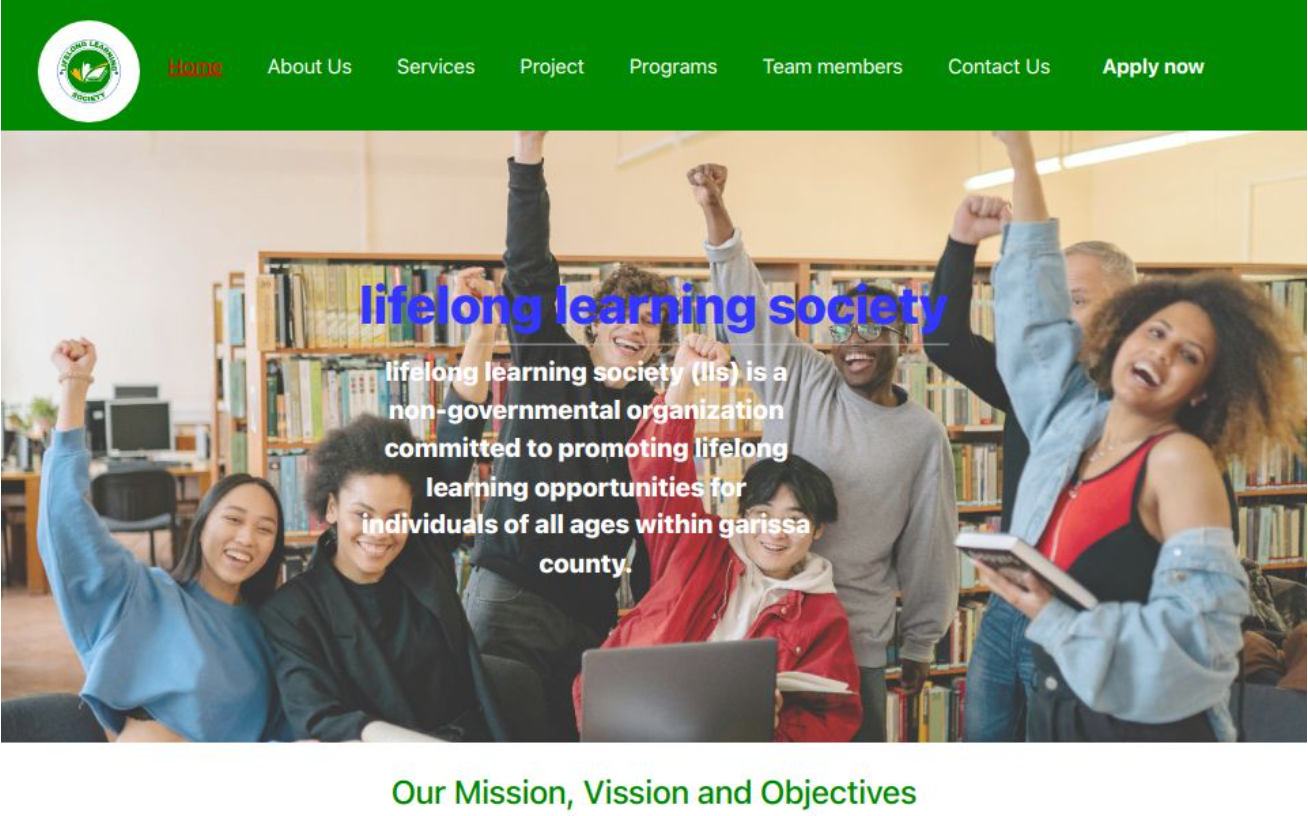 LIFELONG LEARNING
SOCIETY
Home About Us Services Project Programs Team members Contact Us Apply now
lifelong learning society
lifelong learning society (lls) is a
non-governmental organization
committed to promoting lifelong
learning opportunities for
individuals of all ages within garissa
county.
Our Mission, Vission and Objectives